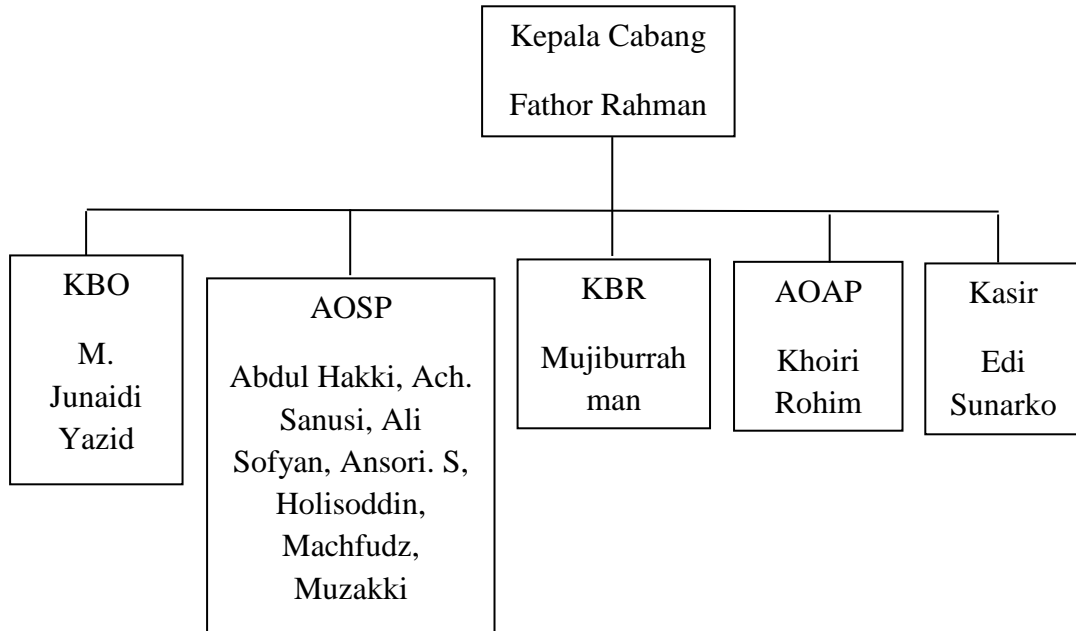 Kepala Cabang
Fathor Rahman
KBO
M.
Junaidi
Yazid
AOSP
Abdul Hakki, Ach.
Sanusi, Ali
Sofyan, Ansori. S,
Holisoddin,
Machfudz,
Muzakki
KBR
Mujiburrah
man
AOAP
Khoiri
Rohim
Kasir
Edi
Sunarko